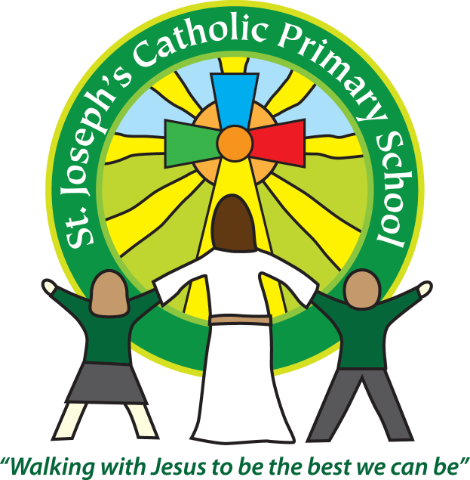 St. Joseph's Catholic Primary School
“Walking with Jesus to be the best we can be”